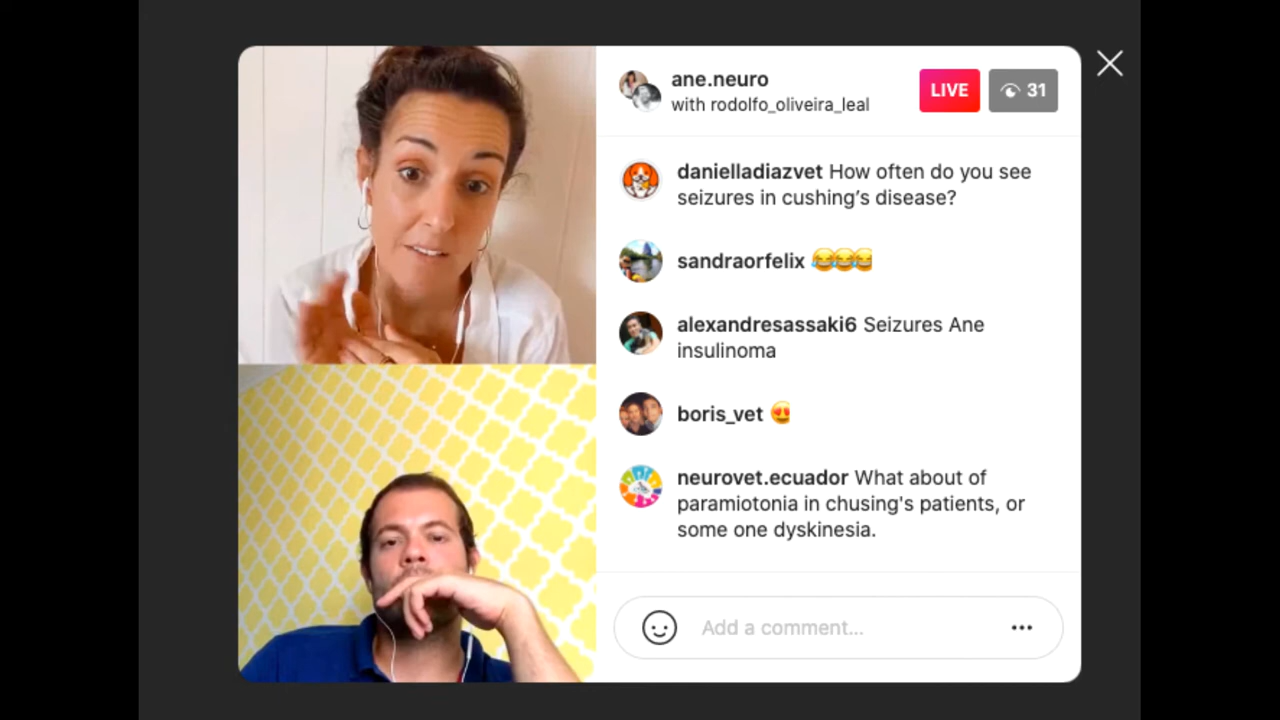 ane.neuro
with rodolfo_oliveira_leal
LIVE
31
danielladiazvet How often do you see
seizures in cushing’s disease?
sandraorfelix 😂😂😂
alexandresassaki6 Seizures Ane
insulinoma
boris_vet 😍
neurovet.ecuador What about of
paramiotonia in chusing's patients, or
some one dyskinesia.
Add a comment...